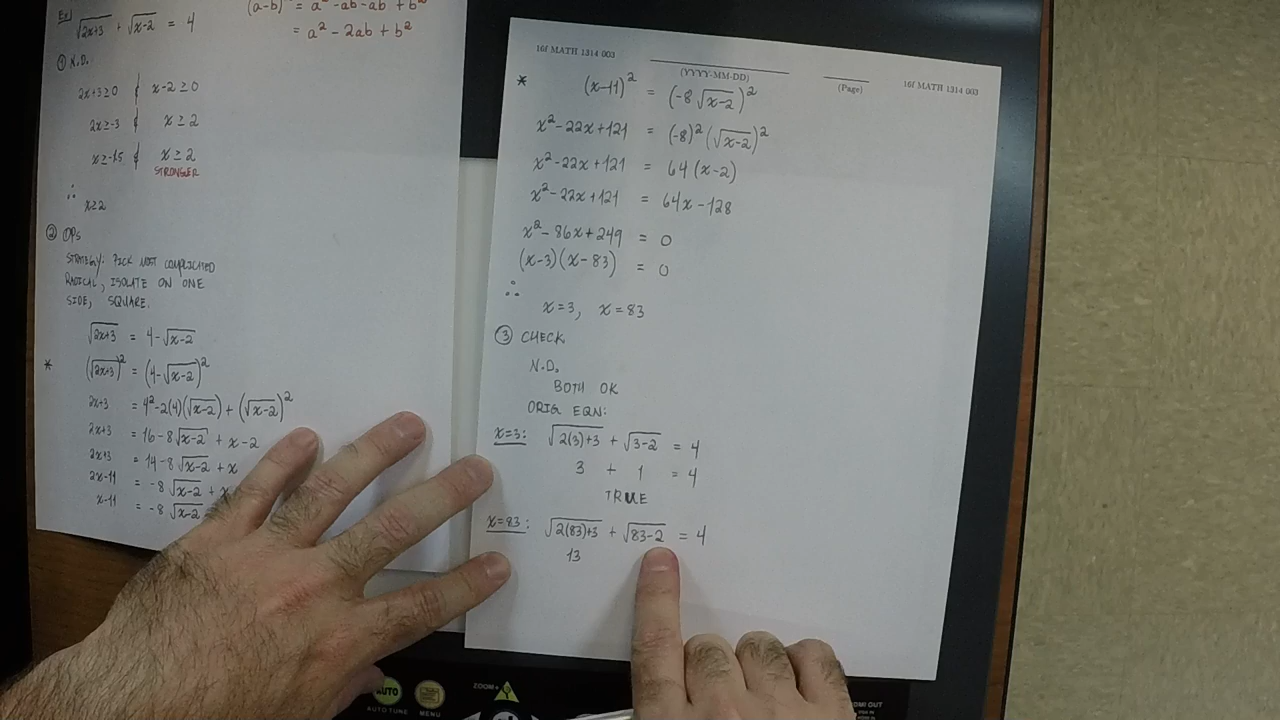 Ex)
√(2x+3) + √(x-2) = 4
(a-b)² = a² -ab -ab + b²
= a² - 2ab + b²
① N.D.
2x+3 ≥ 0 ¢ x-2 ≥ 0
2x ≥ -3 ¢ x ≥ 2
x ≥ -1.5 ¢ x ≥ 2
STRONGER
∴
x ≥ 2
② OPS
STRATEGY: PICK MOST COMPLICATED
RADICAL, ISOLATE ON ONE
SIDE, SQUARE.
√(2x+3) = 4-√(x-2)
* (√(2x+3))² = (4-√(x-2))²
2x+3 = 4²-2(4)(√(x-2)) + (√(x-2))²
2x+3 = 16-8√(x-2) + x-2
2x+3 = 14-8√(x-2) + x
2x-11 = -8√(x-2) + x
x-11 = -8√(x-2)
16f MATH 1314 003
(YYYY-MM-DD)
(Page)
16f MATH 1314 003
* (x-11)² = (-8√(x-2))²
x²-22x+121 = (-8)²(√(x-2))²
x²-22x+121 = 64(x-2)
x²-22x+121 = 64x-128
x²-86x+249 = 0
(x-3)(x-83) = 0
∴
x=3, x=83
③ CHECK
N.D.
BOTH OK
ORIG EQN:
x=3: √(2(3)+3) + √(3-2) = 4
3 + 1 = 4
TRUE
x=83: √(2(83)+3) + √(83-2) = 4
13
AUTO
AUTO TUNE
MENU
ZOOM+